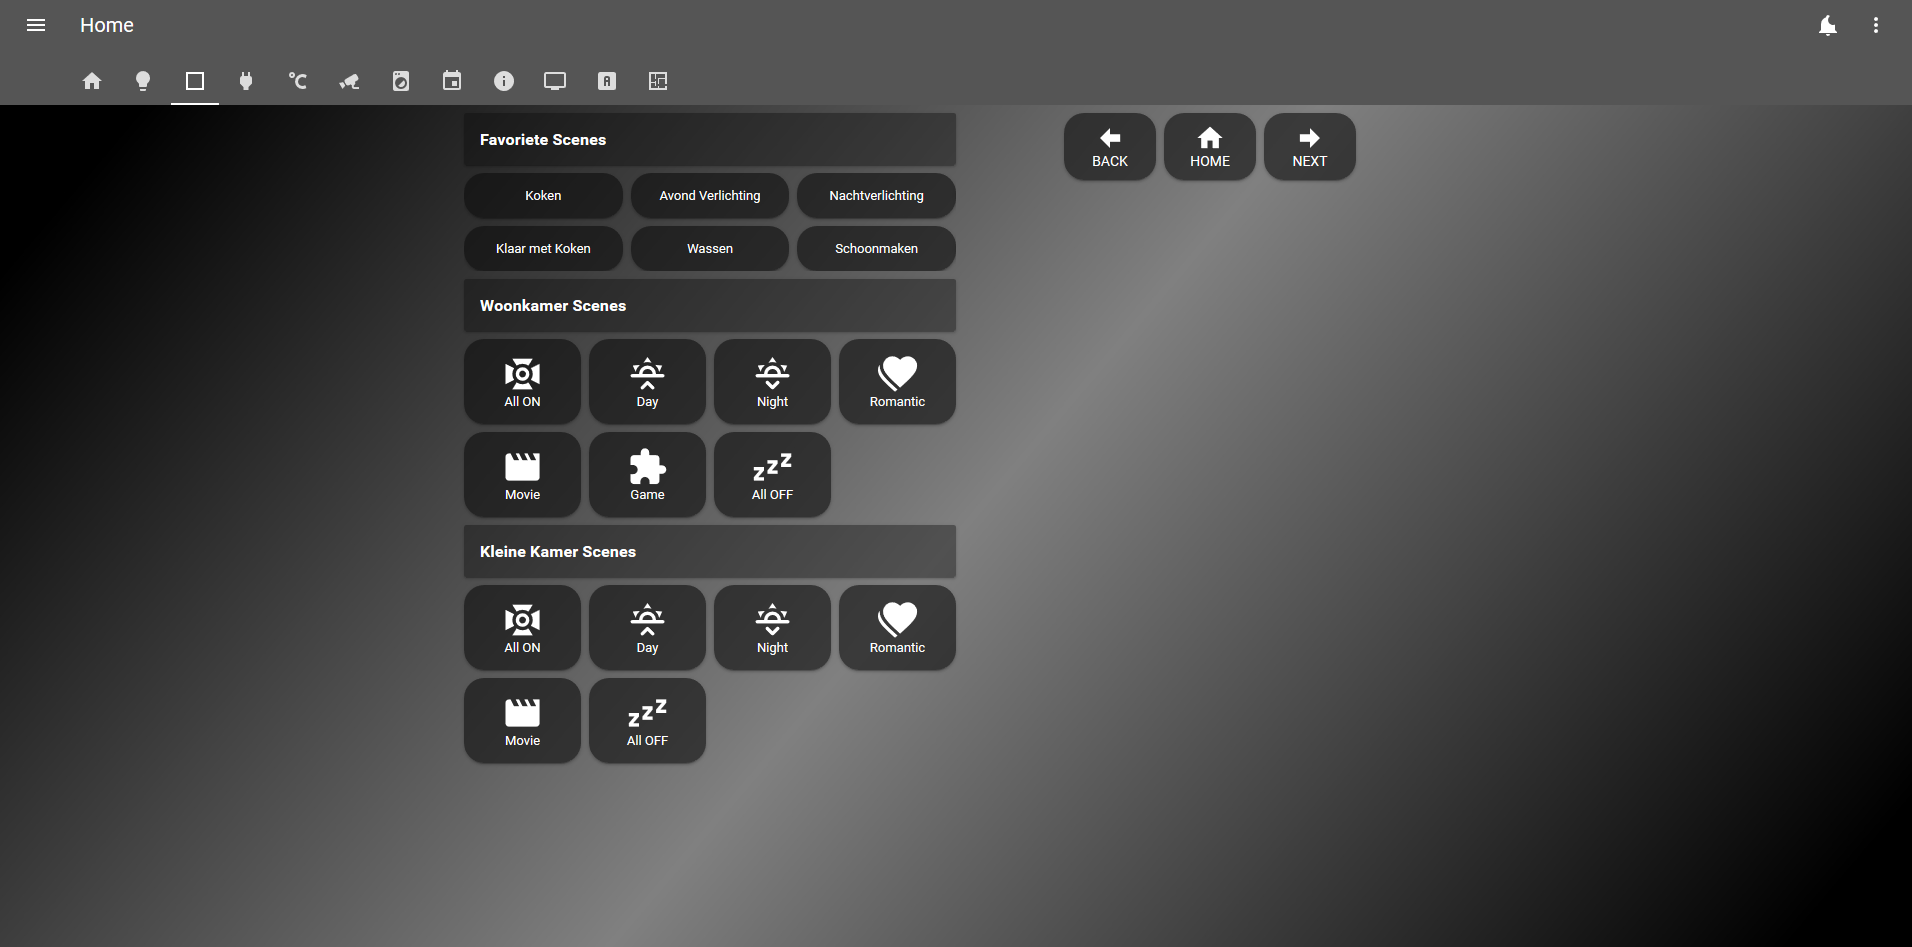 Home
Favoriete Scenes
Koken
Avond Verlichting
Nachtverlichting
Klaar met Koken
Wassen
Schoonmaken
Woonkamer Scenes
All ON
Day
Night
Romantic
Movie
Game
All OFF
Kleine Kamer Scenes
All ON
Day
Night
Romantic
Movie
All OFF
BACK
HOME
NEXT